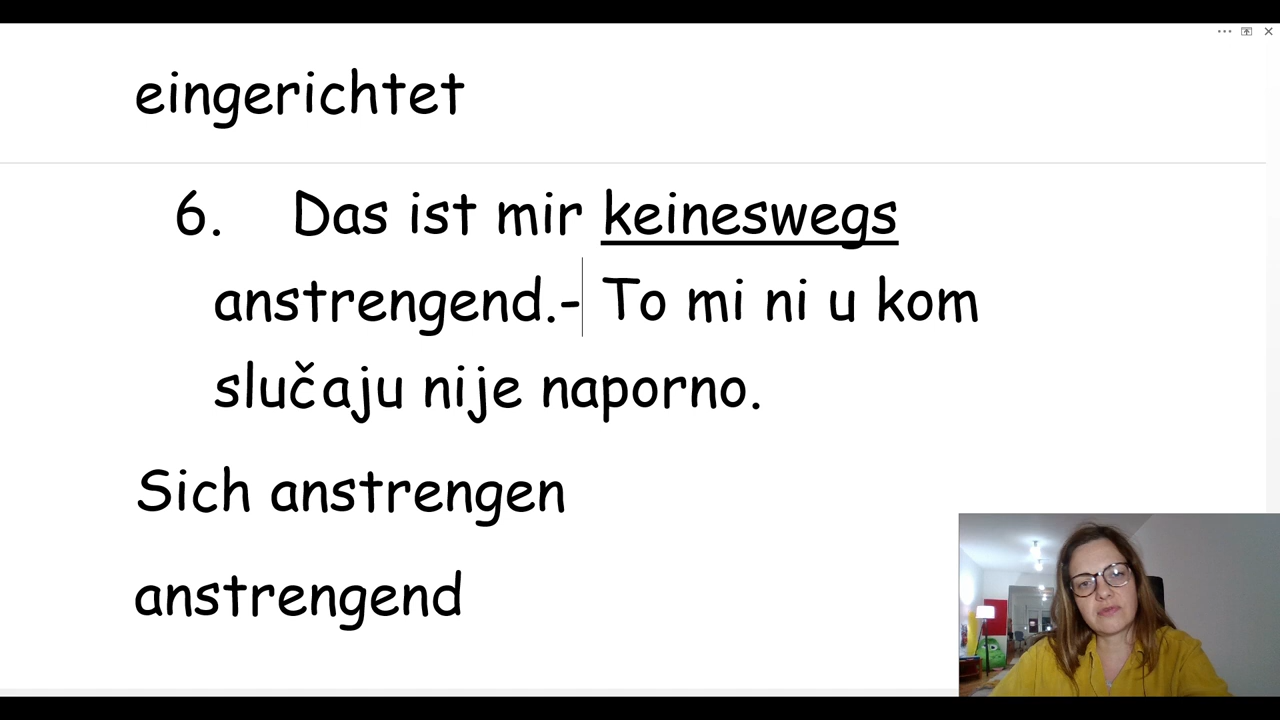 eingerichtet
6. Das ist mir keineswegs
anstrengend.- To mi ni u kom
slučaju nije naporno.
Sich anstrengen
anstrengend